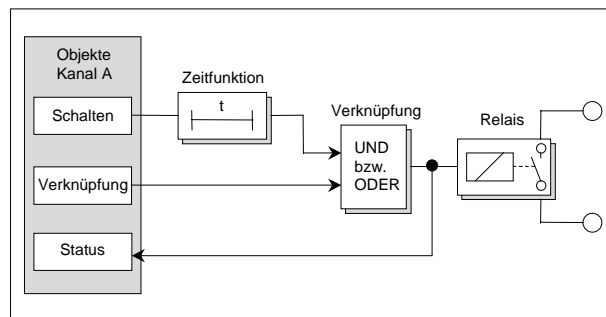 Objekte
Kanal A
Schalten
Verknüpfung
Status
Zeitfunktion
t
Verknüpfung
UND
bzw.
ODER
Relais